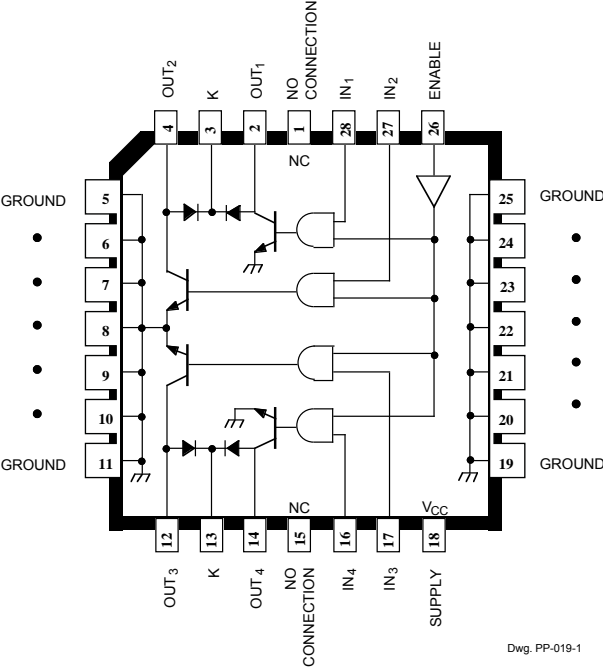 OUT2
K
OUT1
NO
CONNECTION
IN1
IN2
ENABLE
4
3
2
1
28
27
26
NC
GROUND
5
25
GROUND
6
24
7
23
8
22
9
21
10
20
GROUND
11
19
GROUND
NC
VCC
12
13
14
15
16
17
18
OUT3
K
OUT4
NO
CONNECTION
IN4
IN3
SUPPLY
Dwg. PP-019-1